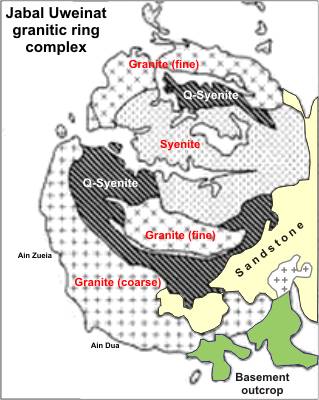 Jabal Uweinat
granitic ring
complex
Granite (fine)
Q-Syenite
Syenite
Q-Syenite
Granite (fine)
Sandstone
Ain Zueia
Granite (coarse)
Ain Dua
Basement
outcrop